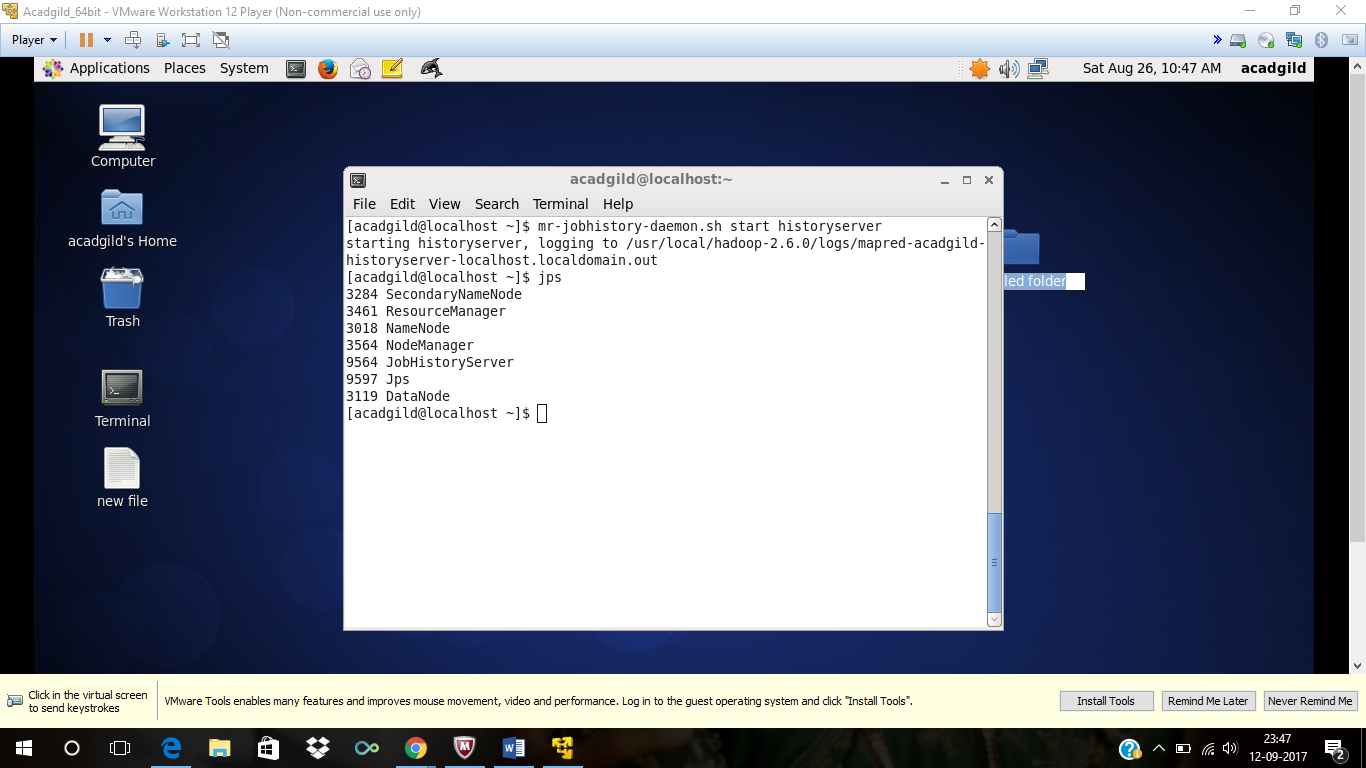 Acadgild_64bit - VMware Workstation 12 Player (Non-commercial use only)
Player
Applications Places System
Sat Aug 26, 10:47 AM acadgild
Computer
acadgild's Home
Trash
Terminal
new file
led folder
acadgild@localhost:~
File Edit View Search Terminal Help
[acadgild@localhost ~]$ mr-jobhistory-daemon.sh start historyserver
starting historyserver, logging to /usr/local/hadoop-2.6.0/logs/mapred-acadgild-
historyserver-localhost.localdomain.out
[acadgild@localhost ~]$ jps
3284 SecondaryNameNode
3461 ResourceManager
3018 NameNode
3564 NodeManager
9564 JobHistoryServer
9597 Jps
3119 DataNode
[acadgild@localhost ~]$
Click in the virtual screen
to send keystrokes
VMware Tools enables many features and improves mouse movement, video and performance. Log in to the guest operating system and click "Install Tools".
Install Tools
Remind Me Later
Never Remind Me
23:47
12-09-2017
2